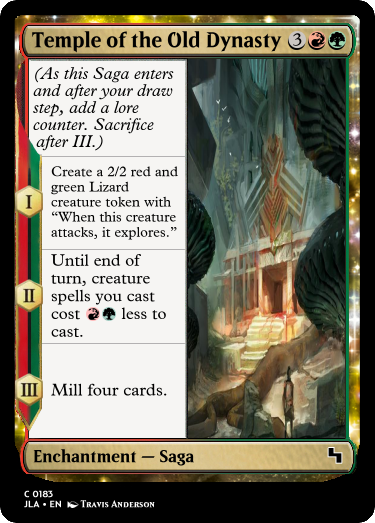 Temple of the Old Dynasty 3
(As this Saga enters
and after your draw
step, add a lore
counter. Sacrifice
after III.)
I
Create a 2/2 red and
green Lizard
creature token with
“When this creature
attacks, it explores.”
II
Until end of
turn, creature
spells you cast
cost less to
cast.
III
Mill four cards.
Enchantment — Saga
C 0183
JLA • EN Travis Anderson